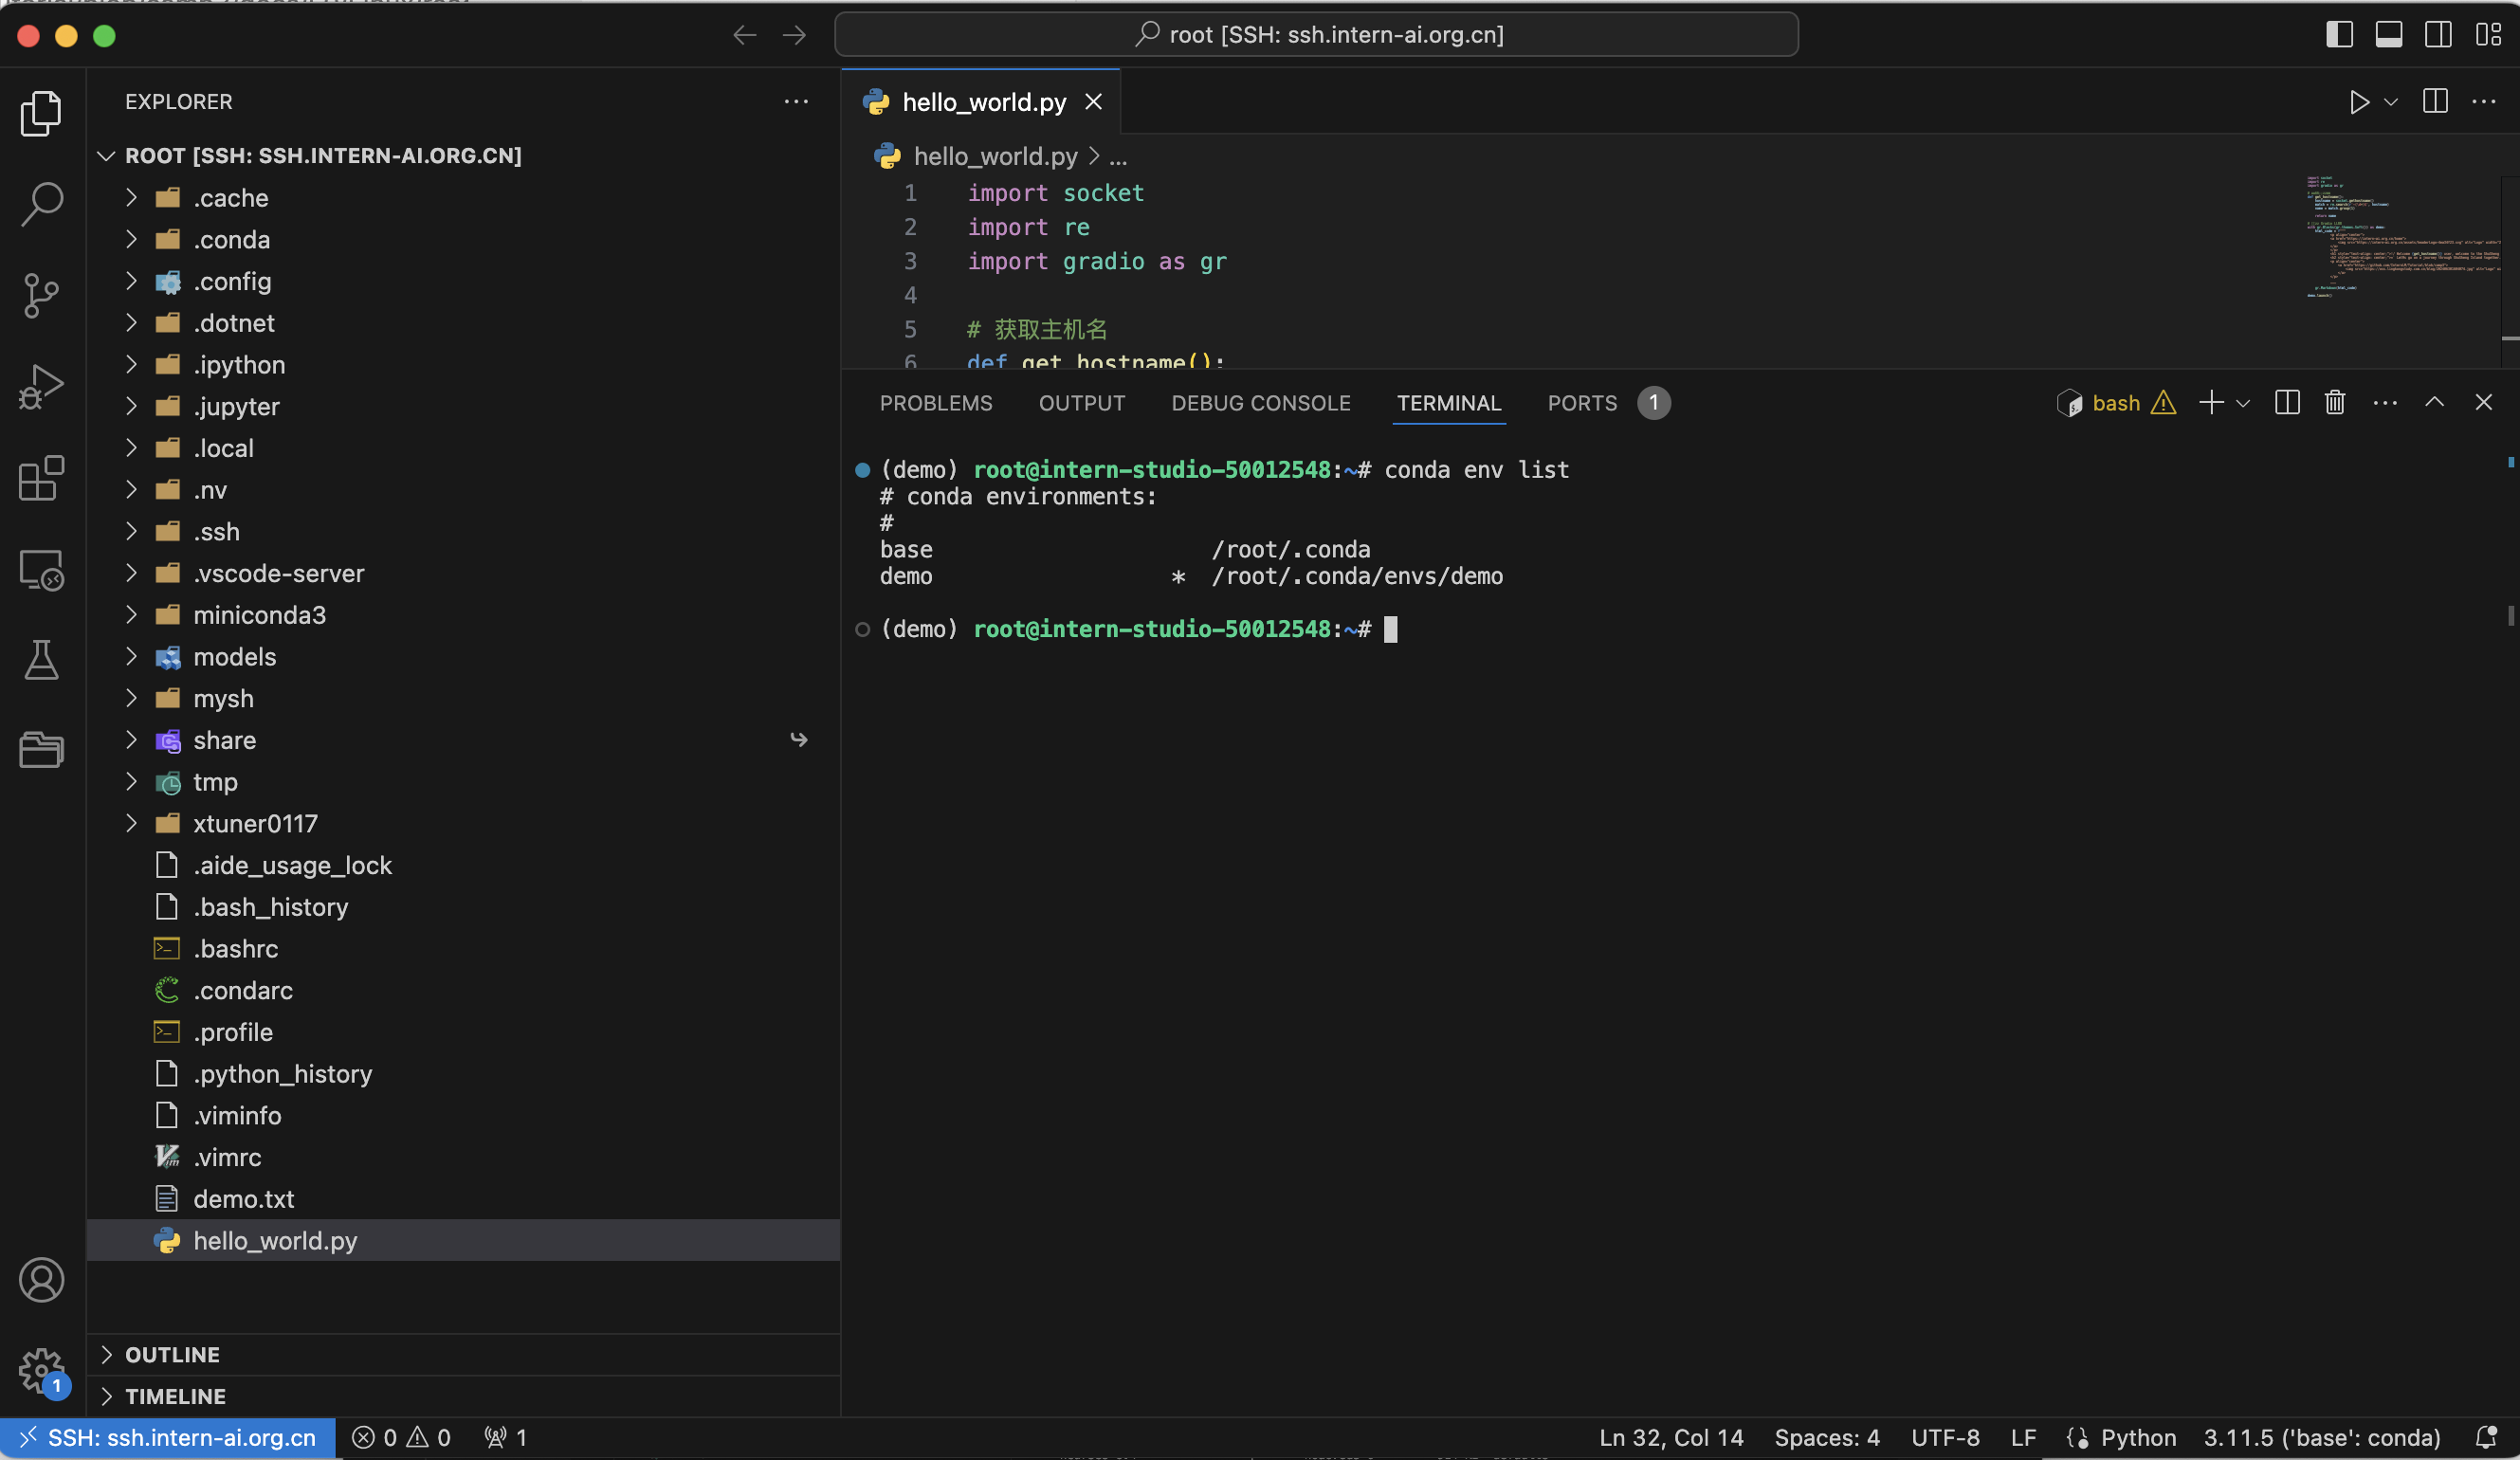 root [SSH: ssh.intern-ai.org.cn]
EXPLORER
ROOT [SSH: SSH.INTERN-AI.ORG.CN]
.cache
.conda
.config
.dotnet
.ipython
.jupyter
.local
.nv
.ssh
.vscode-server
miniconda3
models
mysh
share
tmp
xtuner0117
.aide_usage_lock
.bash_history
.bashrc
.condarc
.profile
.python_history
.viminfo
.vimrc
demo.txt
hello_world.py
OUTLINE
TIMELINE
hello_world.py
hello_world.py > ...
1 import socket
2 import re
3 import gradio as gr
4
5 # 获取主机名
6 def get_hostname():
PROBLEMS OUTPUT DEBUG CONSOLE TERMINAL PORTS 1
bash
(demo) root@intern-studio-50012548:~# conda env list
# conda environments:
#
base /root/.conda
demo * /root/.conda/envs/demo
(demo) root@intern-studio-50012548:~#
1
SSH: ssh.intern-ai.org.cn 0 0 1
Ln 32, Col 14 Spaces: 4 UTF-8 LF Python 3.11.5 ('base': conda)